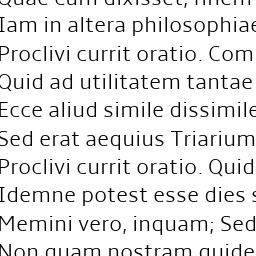 Quae cum dixisset, finem
Iam in altera philosophiae
Proclivi currit oratio. Com
Quid ad utilitatem tantae
Ecce aliud simile dissimile
Sed erat aequius Triarium
Proclivi currit oratio. Quid
Idemne potest esse dies s
Memini vero, inquam; Sed
Non quam nostram quide